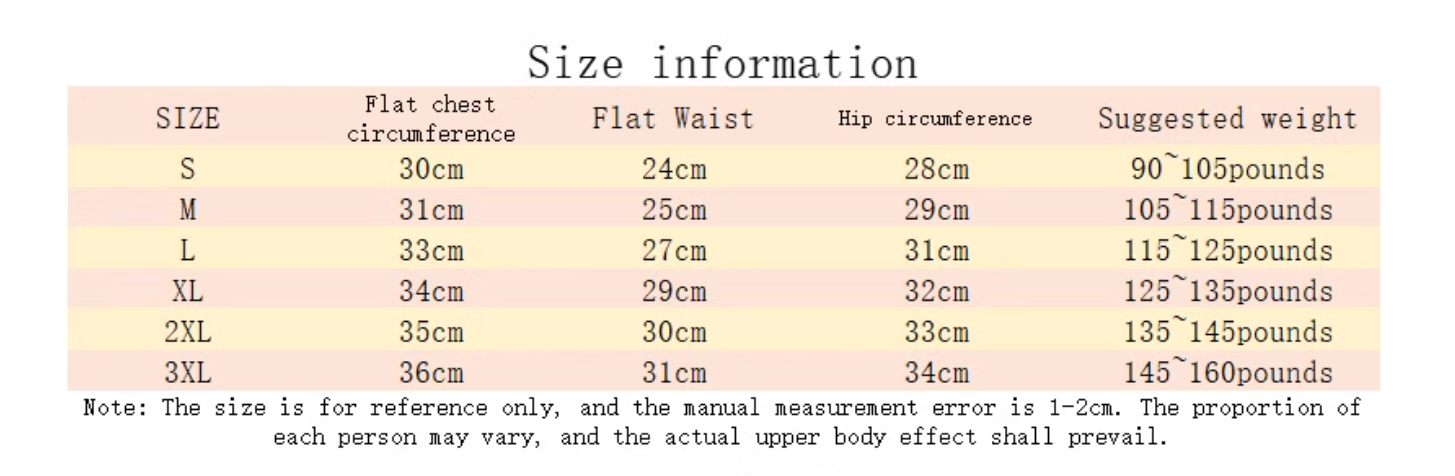 Size information
SIZE Flat chest circumference Flat Waist Hip circumference Suggested weight
S 30cm 24cm 28cm 90~105pounds
M 31cm 25cm 29cm 105~115pounds
L 33cm 27cm 31cm 115~125pounds
XL 34cm 29cm 32cm 125~135pounds
2XL 35cm 30cm 33cm 135~145pounds
3XL 36cm 31cm 34cm 145~160pounds
Note: The size is for reference only, and the manual measurement error is 1-2cm. The proportion of
each person may vary, and the actual upper body effect shall prevail.